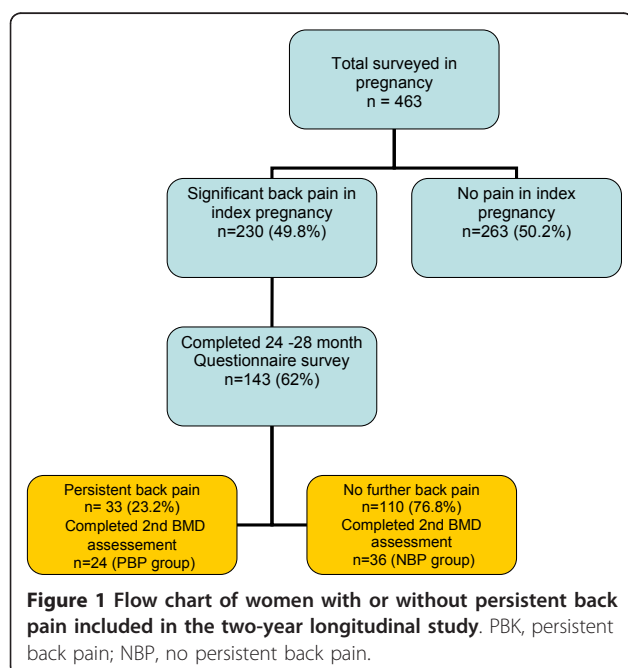 Total surveyed in
pregnancy
n = 463
Significant back pain in
index pregnancy
n=230 (49.8%)
No pain in index
pregnancy
n=263 (50.2%)
Completed 24 -28 month
Questionnaire survey
n=143 (62%)
Persistent back pain
n= 33 (23.2%)
Completed 2nd BMD
assessement
n=24 (PBP group)
No further back pain
n=110 (76.8%)
Completed 2nd BMD
assessment
n=36 (NBP group)
Figure 1 Flow chart of women with or without persistent back
pain included in the two-year longitudinal study. PBK, persistent
back pain; NBP, no persistent back pain.